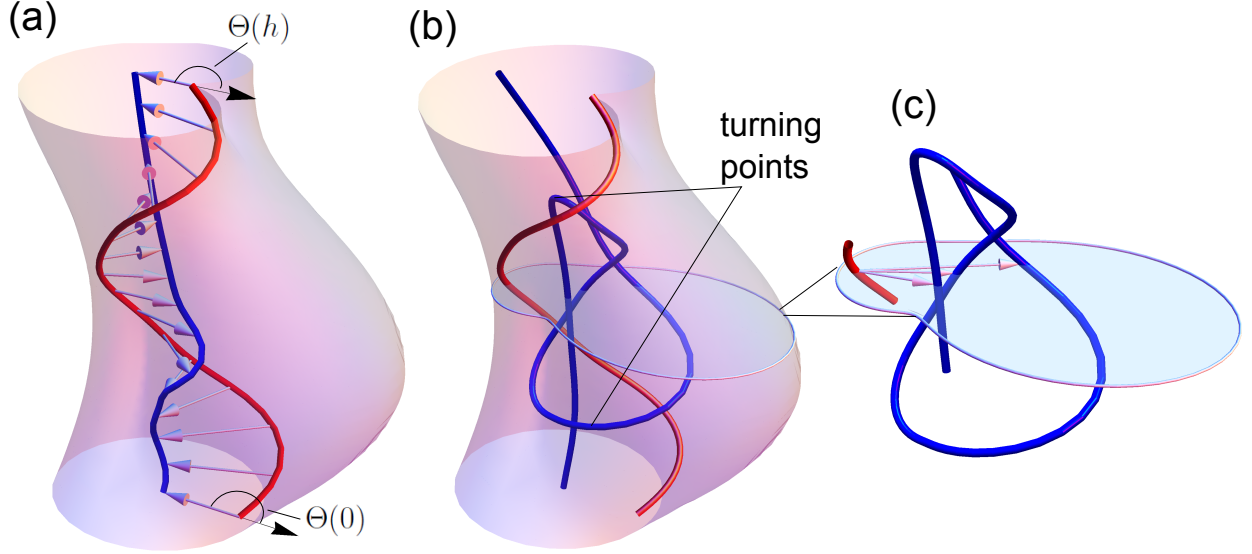 (a)
Θ(h)
(b)
turning
points
(c)
Θ(0)